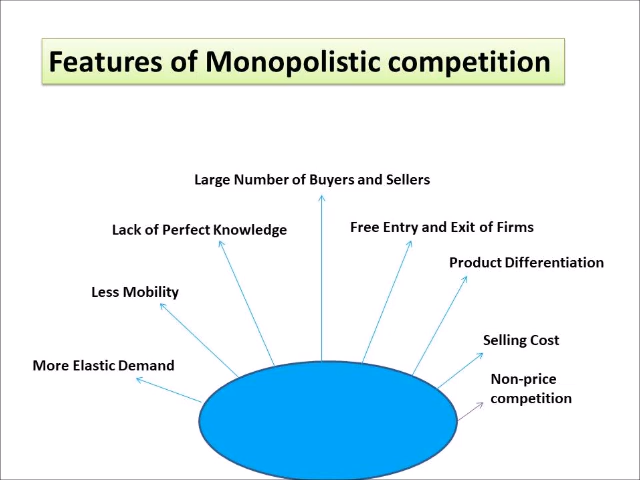 Features of Monopolistic competition
Large Number of Buyers and Sellers
Lack of Perfect Knowledge
Free Entry and Exit of Firms
Product Differentiation
Less Mobility
Selling Cost
More Elastic Demand
Non-price
competition